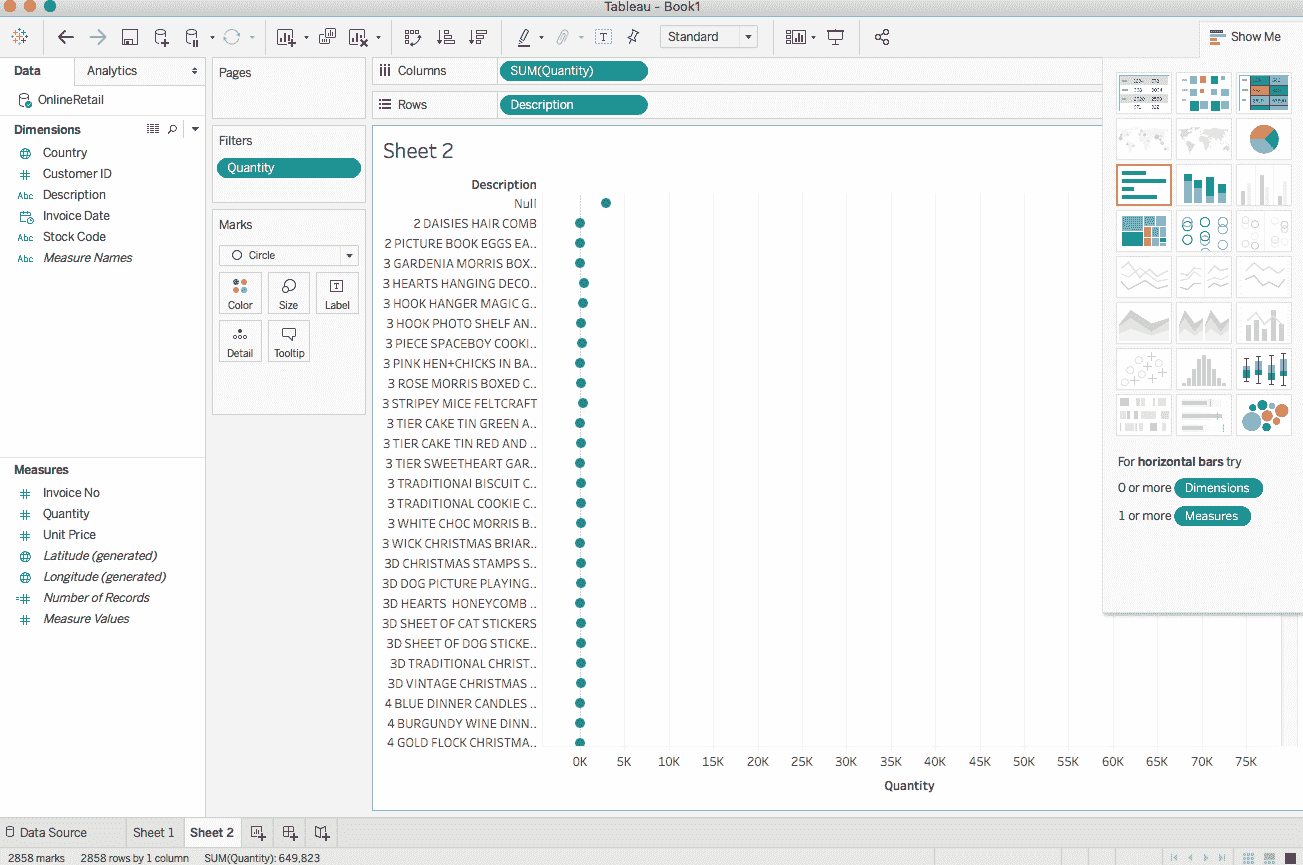 Tableau - Book1
Standard
Show Me
Data
Analytics
Pages
Columns
SUM(Quantity)
OnlineRetail
Rows
Description
Dimensions
Filters
Quantity
Country
Customer ID
Description
Invoice Date
Stock Code
Measure Names
Marks
Circle
Color
Size
Label
Detail
Tooltip
Sheet 2
Description
Null
2 DAISIES HAIR COMB
2 PICTURE BOOK EGGS EA..
3 GARDENIA MORRIS BOX..
3 HEARTS HANGING DECO..
3 HOOK HANGER MAGIC G..
3 HOOK PHOTO SHELF AN..
3 PIECE SPACEBOY COOKI..
3 PINK HEN+CHICKS IN BA..
3 ROSE MORRIS BOXED C..
3 STRIPEY MICE FELTCRAFT
3 TIER CAKE TIN GREEN A..
3 TIER CAKE TIN RED AND ..
3 TIER SWEETHEART GAR..
3 TRADITIONAl BISCUIT C..
3 TRADITIONAL COOKIE C..
3 WHITE CHOC MORRIS B..
3 WICK CHRISTMAS BRIAR..
3D CHRISTMAS STAMPS S..
3D DOG PICTURE PLAYING..
3D HEARTS  HONEYCOMB ..
3D SHEET OF CAT STICKERS
3D SHEET OF DOG STICKE..
3D TRADITIONAL CHRIST..
3D VINTAGE CHRISTMAS ..
4 BLUE DINNER CANDLES ..
4 BURGUNDY WINE DINN..
4 GOLD FLOCK CHRISTMA..
0K 5K 10K 15K 20K 25K 30K 35K 40K 45K 50K 55K 60K 65K 70K 75K
Quantity
For horizontal bars try
0 or more Dimensions
1 or more Measures
Measures
Invoice No
Quantity
Unit Price
Latitude (generated)
Longitude (generated)
Number of Records
Measure Values
Data Source
Sheet 1
Sheet 2
2858 marks
2858 rows by 1 column
SUM(Quantity): 649,823